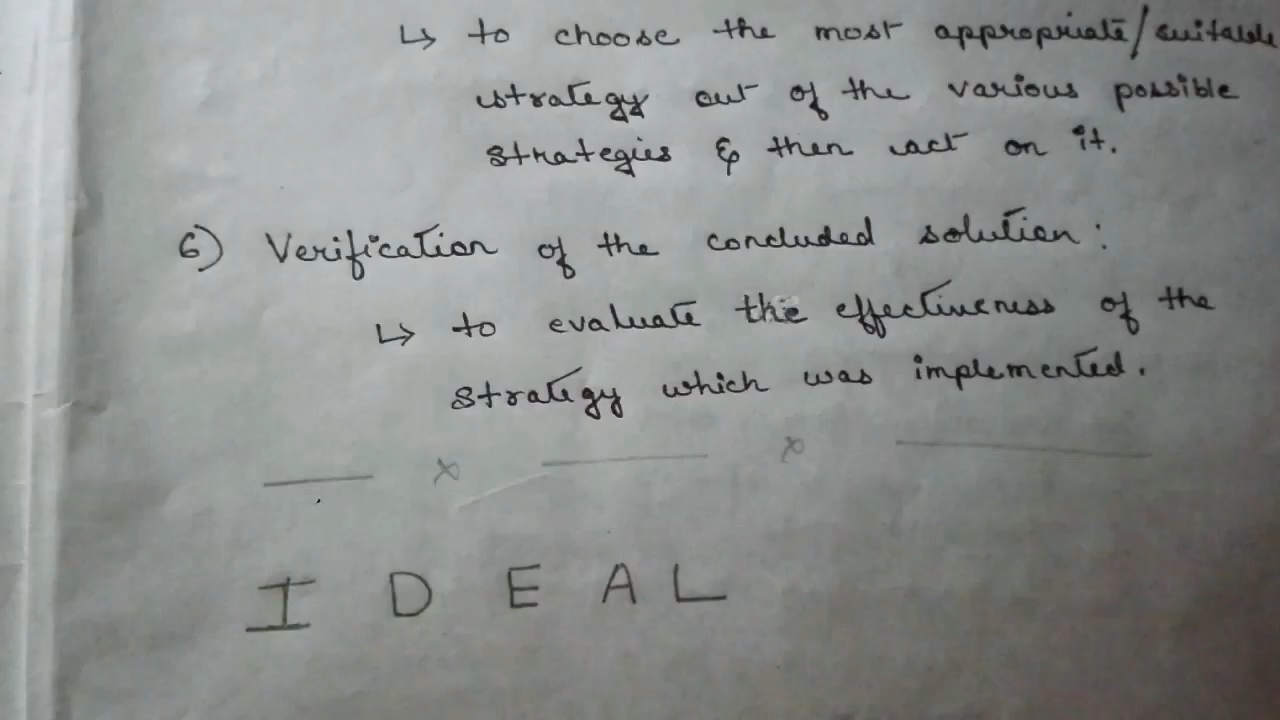 ↳ to choose the most appropriate/suitable
strategy out of the various possible
strategies & then act on it.
6) Verification of the concluded solution:
↳ to evaluate the effectiveness of the
strategy which was implemented.
— x — x —
I D E A L